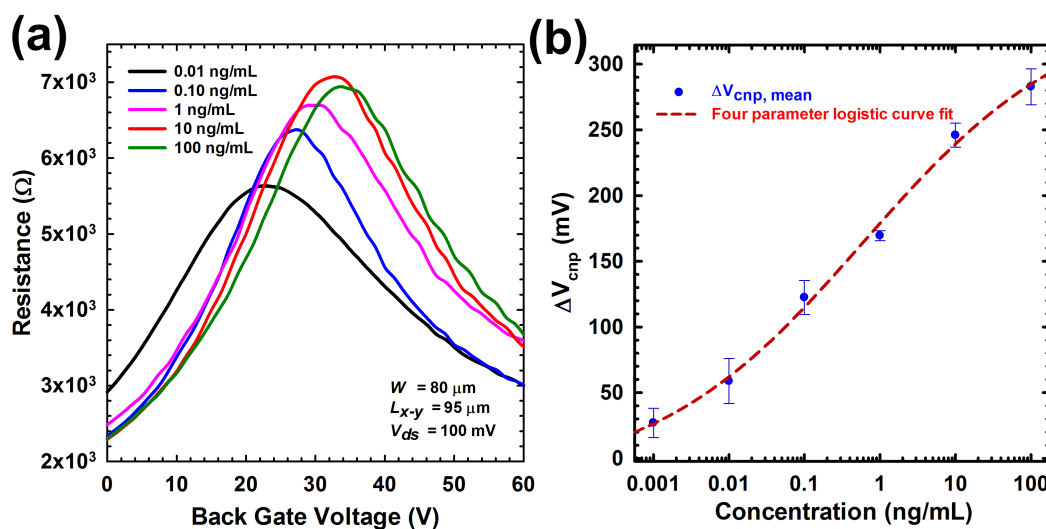 (a)
Resistance (Ω)
7x10³
6x10³
5x10³
4x10³
3x10³
2x10³
0.01 ng/mL
0.10 ng/mL
1 ng/mL
10 ng/mL
100 ng/mL
W = 80 μm
Lx-y = 95 μm
Vds = 100 mV
0 10 20 30 40 50 60
Back Gate Voltage (V)
(b)
ΔVcnp (mV)
300
250
200
150
100
50
0
ΔVcnp, mean
Four parameter logistic curve fit
0.001 0.01 0.1 1 10 100
Concentration (ng/mL)